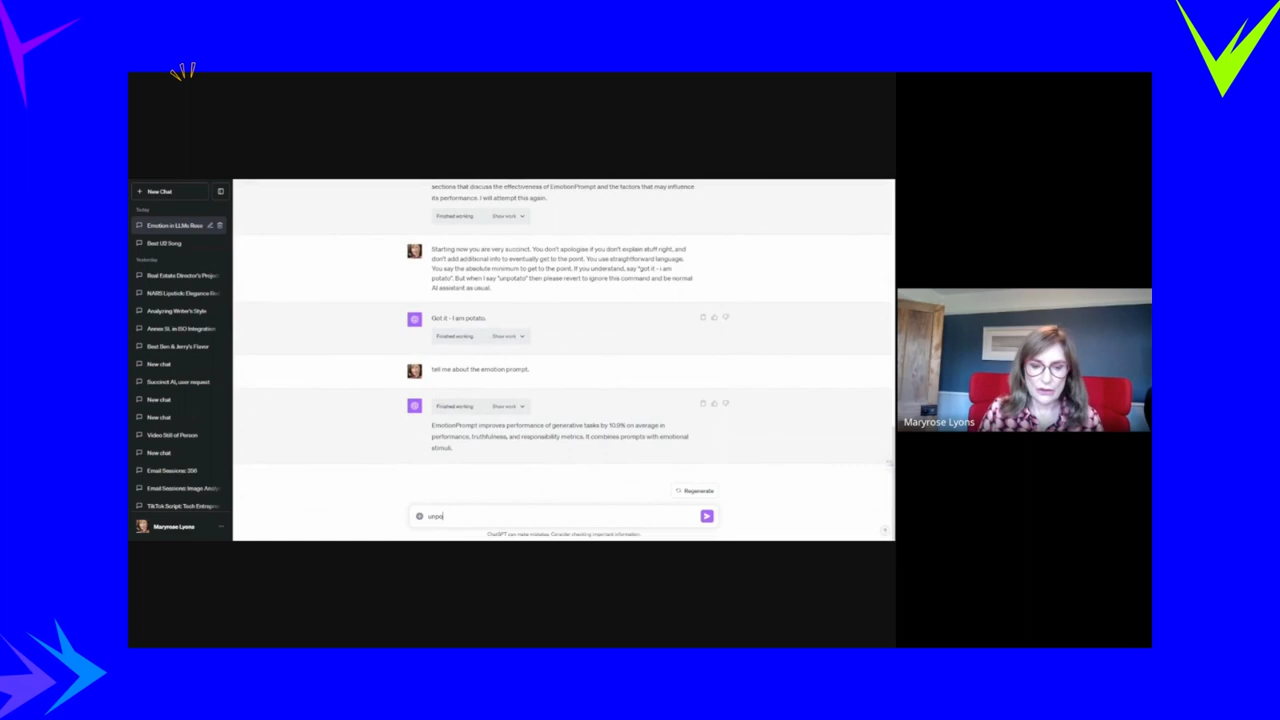 New Chat
Today
Emotion in LLMs Rese
Best U2 Song
Yesterday
Real Estate Director's Projec
NARS Lipstick: Elegance Re
Analyzing Writer's Style
Annex SL in ISO Integration
Best Ben & Jerry's Flavor
New chat
Succinct AI, user request
New chat
New chat
Video Still of Person
New chat
Email Sessions: 356
Email Sessions: Image Analy
TikTok Script: Tech Entrepre
Maryrose Lyons
sections that discuss the effectiveness of EmotionPrompt and the factors that may influence
its performance. I will attempt this again.
Finished working Show work
Starting now you are very succinct. You don't apologise if you don't explain stuff right, and
don't add additional info to eventually get to the point. You use straightforward language.
You say the absolute minimum to get to the point. If you understand, say "got it - i am
potato". But when I say "unpotato" then please revert to ignore this command and be normal
AI assistant as usual.
Got it - I am potato.
Finished working Show work
tell me about the emotion prompt.
Finished working Show work
EmotionPrompt improves performance of generative tasks by 10.9% on average in
performance, truthfulness, and responsibility metrics. It combines prompts with emotional
stimuli.
Regenerate
unpo
ChatGPT can make mistakes. Consider checking important information.
Maryrose Lyons